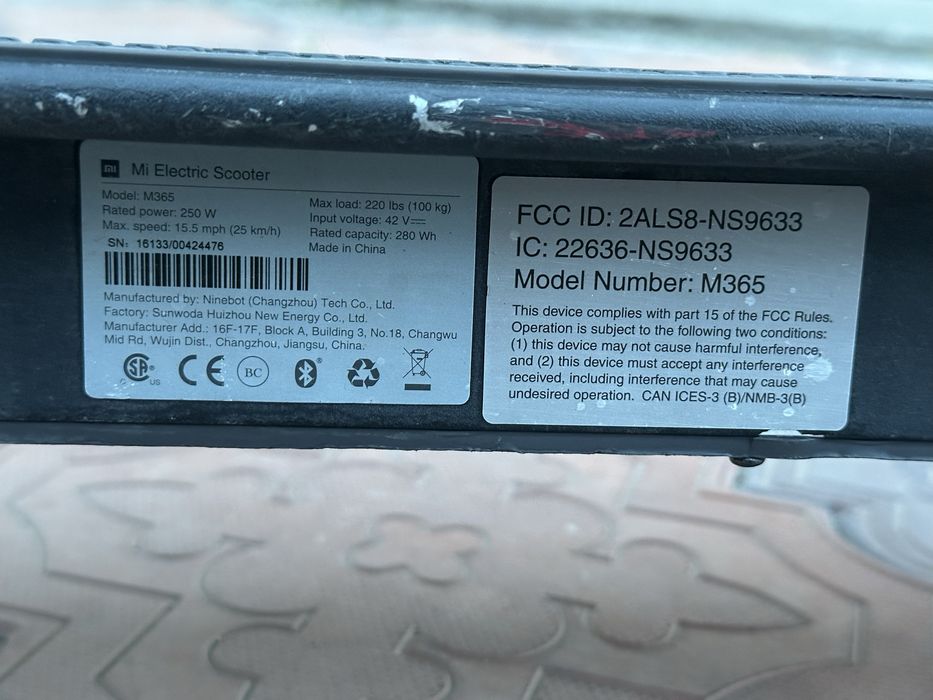 mi Mi Electric Scooter
Model: M365
Rated power: 250 W
Max. speed: 15.5 mph (25 km/h)
SN: 16133/00424476
Max load: 220 lbs (100 kg)
Input voltage: 42 V⎓
Rated capacity: 280 Wh
Made in China
Manufactured by: Ninebot (Changzhou) Tech Co., Ltd.
Factory: Sunwoda Huizhou New Energy Co., Ltd.
Manufacturer Add.: 16F-17F, Block A, Building 3, No.18, Changwu
Mid Rd, Wujin Dist., Changzhou, Jiangsu, China.
SA US CE BC
FCC ID: 2ALS8-NS9633
IC: 22636-NS9633
Model Number: M365
This device complies with part 15 of the FCC Rules.
Operation is subject to the following two conditions:
(1) this device may not cause harmful interference,
and (2) this device must accept any interference
received, including interference that may cause
undesired operation. CAN ICES-3 (B)/NMB-3(B)